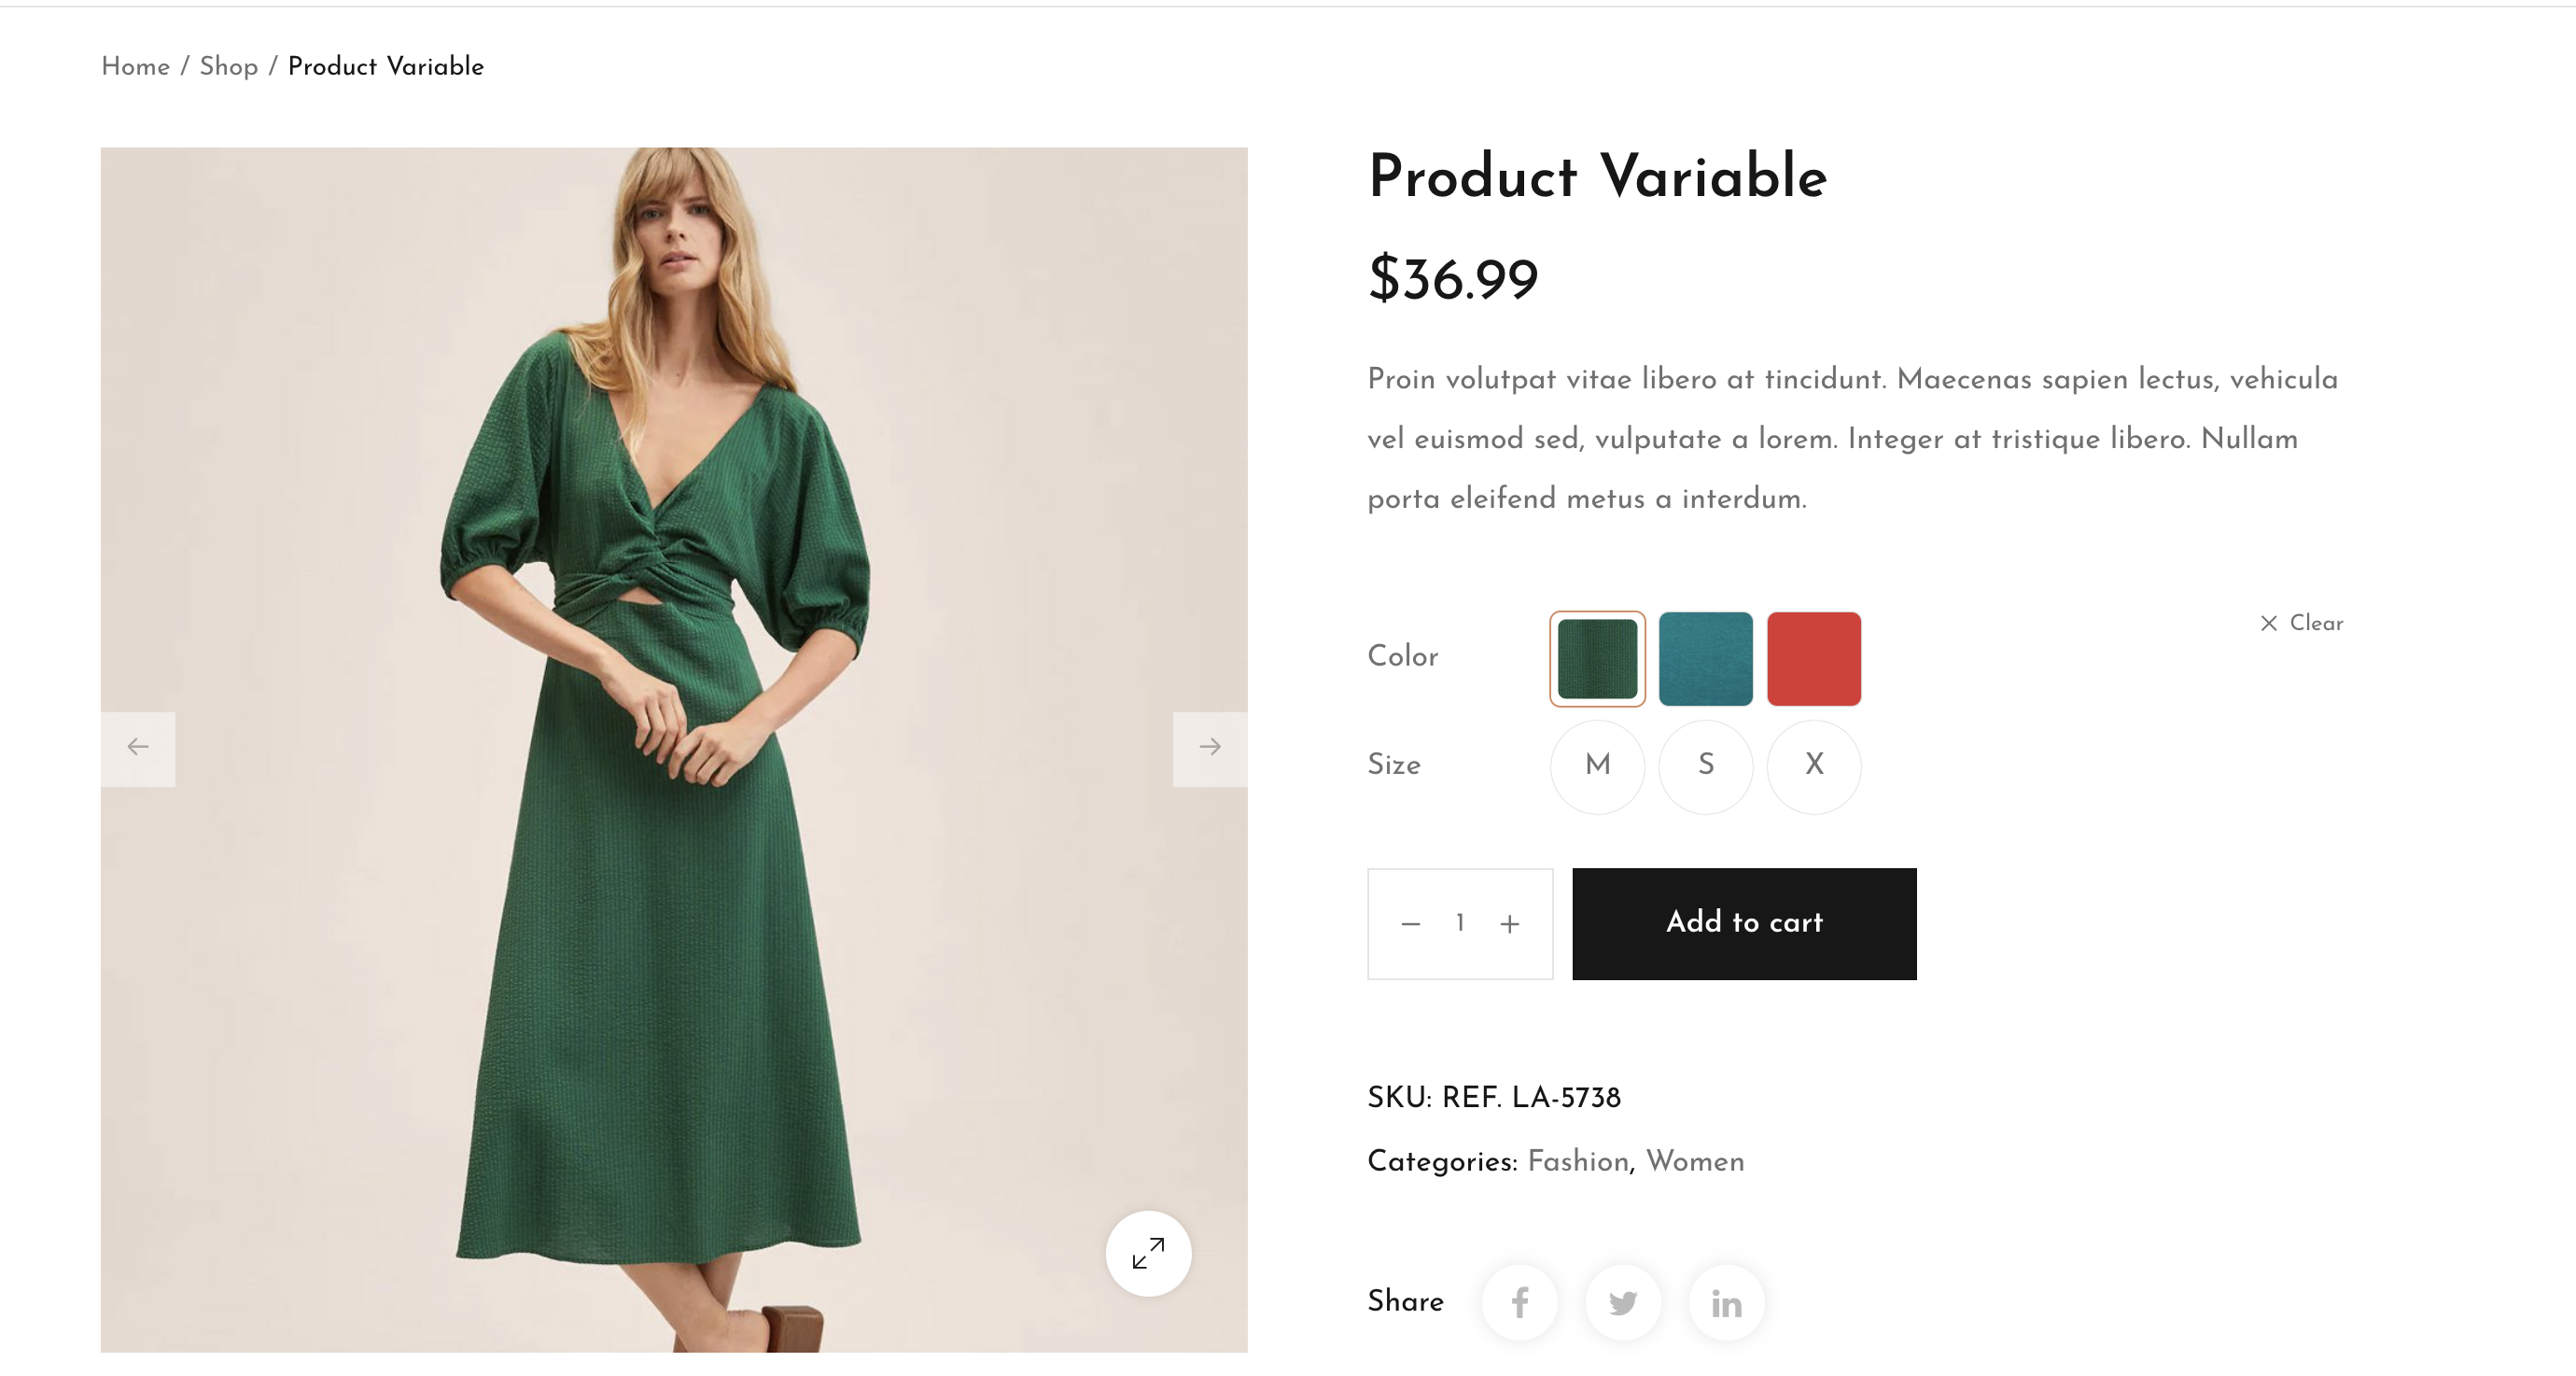 Home / Shop / Product Variable
Product Variable
$36.99
Proin volutpat vitae libero at tincidunt. Maecenas sapien lectus, vehicula
vel euismod sed, vulputate a lorem. Integer at tristique libero. Nullam
porta eleifend metus a interdum.
Color
Clear
Size M S X
1 Add to cart
SKU: REF. LA-5738
Categories: Fashion, Women
Share